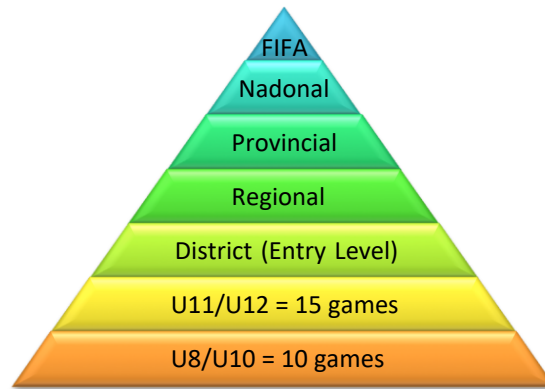 FIFA
Nadonal
Provincial
Regional
District (Entry Level)
U11/U12 = 15 games
U8/U10 = 10 games